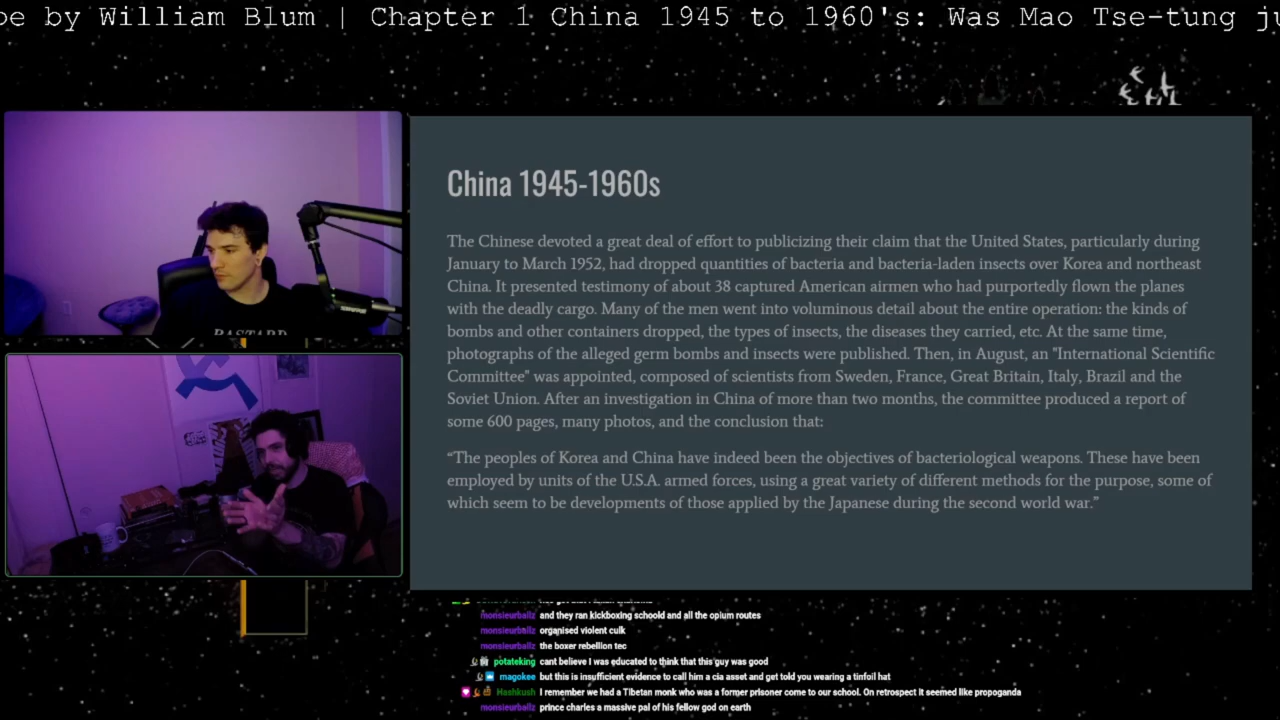 pe by William Blum | Chapter 1 China 1945 to 1960's: Was Mao Tse-tung ju
China 1945-1960s
The Chinese devoted a great deal of effort to publicizing their claim that the United States, particularly during
January to March 1952, had dropped quantities of bacteria and bacteria-laden insects over Korea and northeast
China. It presented testimony of about 38 captured American airmen who had purportedly flown the planes
with the deadly cargo. Many of the men went into voluminous detail about the entire operation: the kinds of
bombs and other containers dropped, the types of insects, the diseases they carried, etc. At the same time,
photographs of the alleged germ bombs and insects were published. Then, in August, an "International Scientific
Committee" was appointed, composed of scientists from Sweden, France, Great Britain, Italy, Brazil and the
Soviet Union. After an investigation in China of more than two months, the committee produced a report of
some 600 pages, many photos, and the conclusion that:
“The peoples of Korea and China have indeed been the objectives of bacteriological weapons. These have been
employed by units of the U.S.A. armed forces, using a great variety of different methods for the purpose, some of
which seem to be developments of those applied by the Japanese during the second world war.”
BASTARD
monsieurballz and they ran kickboxing schoold and all the opium routes
monsieurballz organised violent culk
monsieurballz the boxer rebellion tec
potateking cant believe I was educated to think that this guy was good
magokee but this is insufficient evidence to call him a cia asset and get told you wearing a tinfoil hat
Hashkush I remember we had a Tibetan monk who was a former prisoner come to our school. On retrospect it seemed like propoganda
monsieurballz prince charles a massive pal of his fellow god on earth